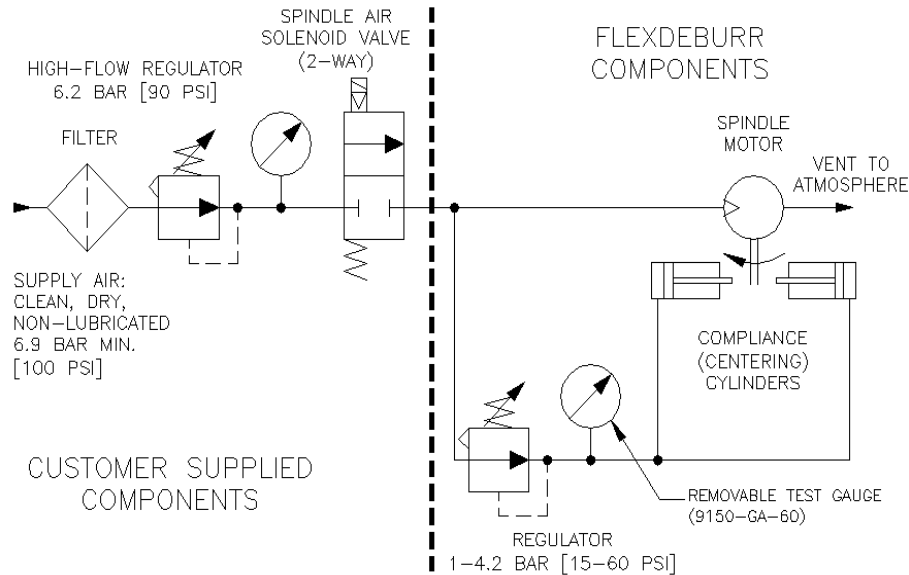 SPINDLE AIR
SOLENOID VALVE
(2-WAY)
FLEXDEBURR
COMPONENTS
HIGH-FLOW REGULATOR
6.2 BAR [90 PSI]
FILTER
SPINDLE
MOTOR
VENT TO
ATMOSPHERE
SUPPLY AIR:
CLEAN, DRY,
NON-LUBRICATED
6.9 BAR MIN.
[100 PSI]
COMPLIANCE
(CENTERING)
CYLINDERS
CUSTOMER SUPPLIED
COMPONENTS
REMOVABLE TEST GAUGE
(9150-GA-60)
REGULATOR
1-4.2 BAR [15-60 PSI]